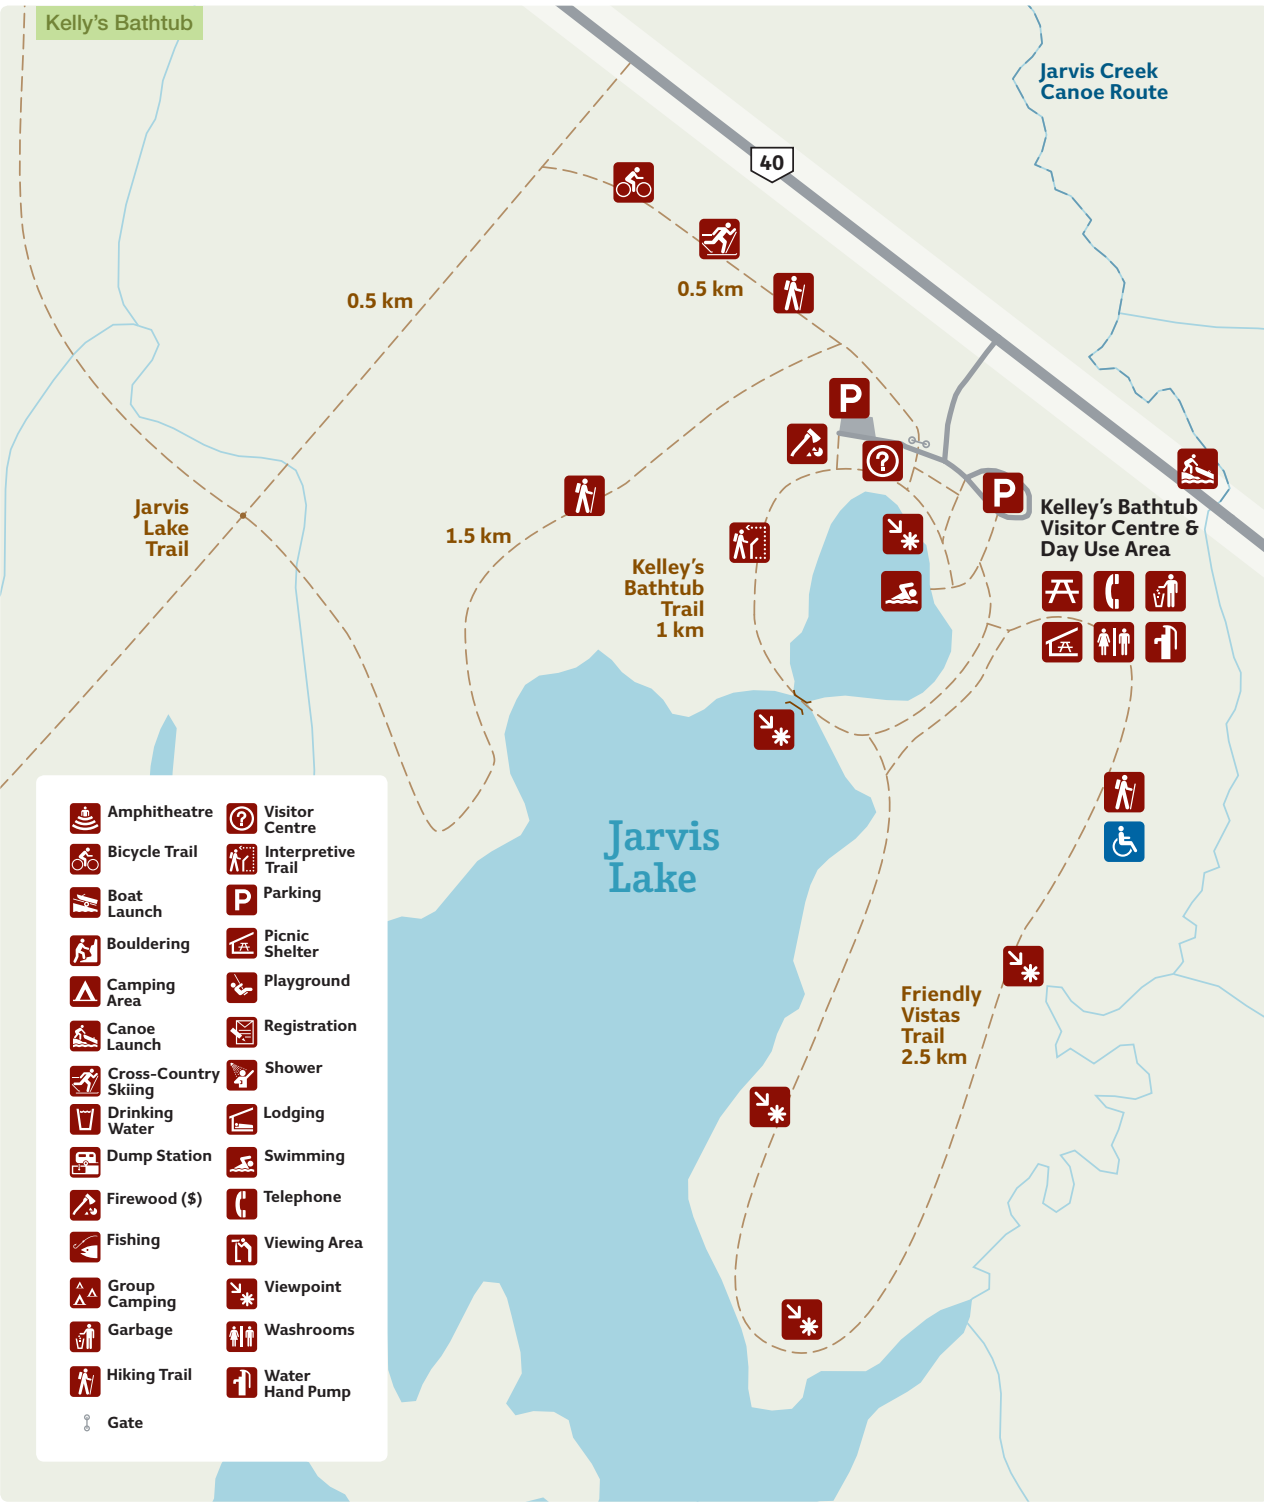 Kelly's Bathtub
Jarvis Creek
Canoe Route
40
0.5 km
0.5 km
P
?
P
Kelley's Bathtub
Visitor Centre &
Day Use Area
Jarvis
Lake
Trail
1.5 km
Kelley's
Bathtub
Trail
1 km
Jarvis
Lake
Friendly
Vistas
Trail
2.5 km
Amphitheatre
Bicycle Trail
Boat
Launch
Bouldering
Camping
Area
Canoe
Launch
Cross-Country
Skiing
Drinking
Water
Dump Station
Firewood ($)
Fishing
Group
Camping
Garbage
Hiking Trail
Gate
?
Visitor
Centre
Interpretive
Trail
P
Parking
Picnic
Shelter
Playground
Registration
Shower
Lodging
Swimming
Telephone
Viewing Area
Viewpoint
Washrooms
Water
Hand Pump